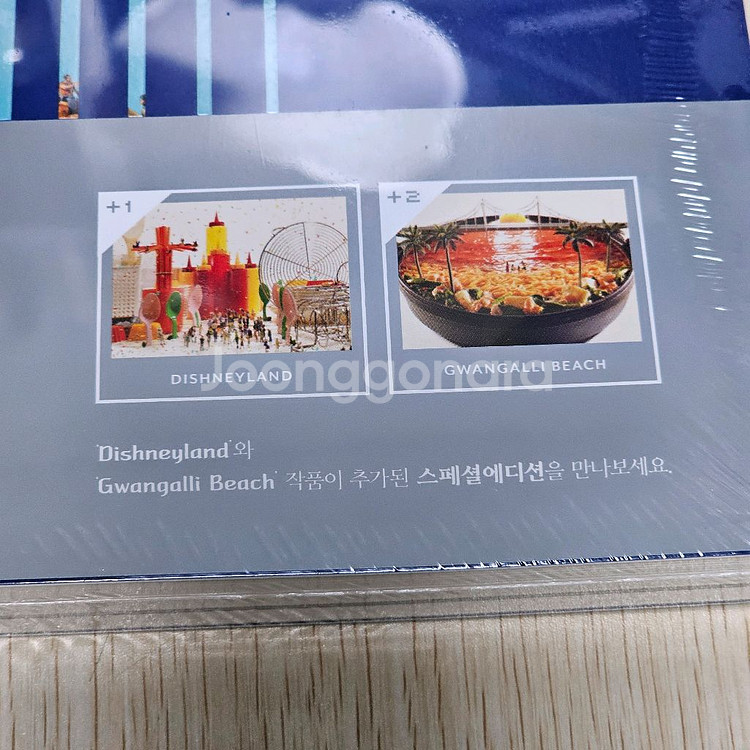 +1
+2
DISHNEYLAND
GWANGALLI BEACH
Joonggonara
'Dishneyland'와
'Gwangalli Beach' 작품이 추가된 스페셜에디션을 만나보세요.